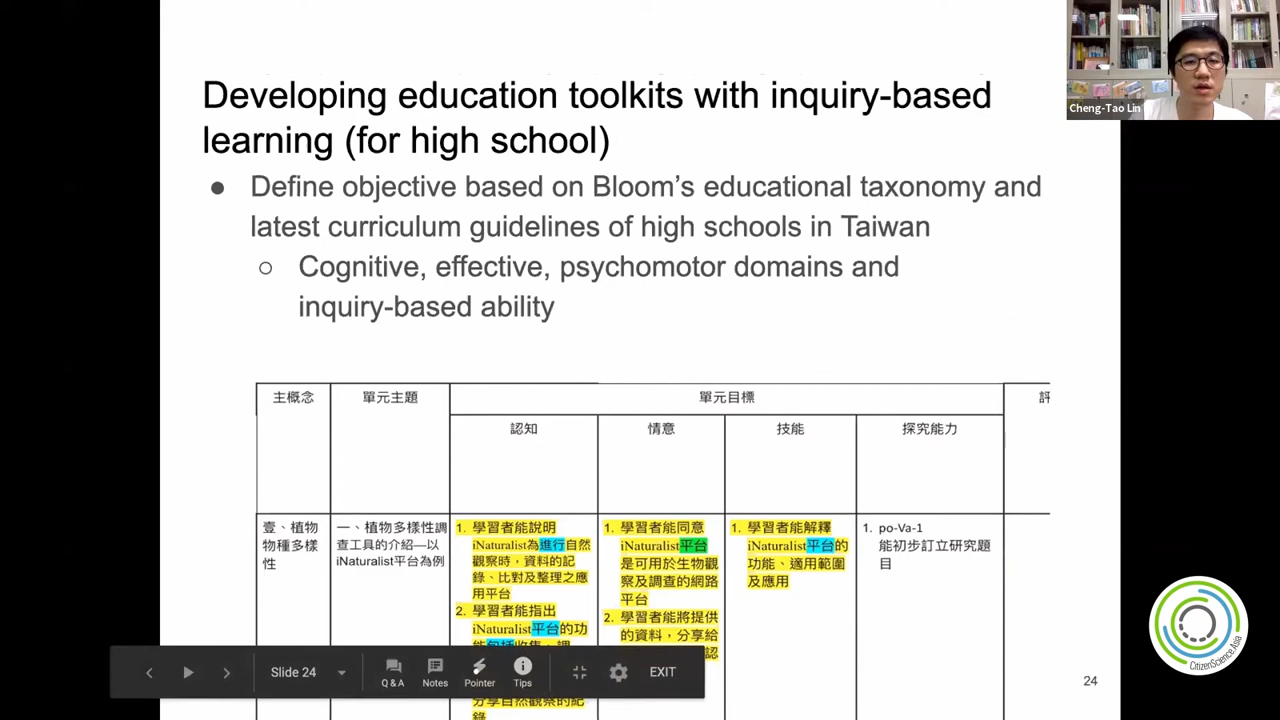 Developing education toolkits with inquiry-based
learning (for high school)
● Define objective based on Bloom’s educational taxonomy and
latest curriculum guidelines of high schools in Taiwan
○ Cognitive, effective, psychomotor domains and
inquiry-based ability
Cheng-Tao Lin
主概念
單元主題
單元目標
評
認知
情意
技能
探究能力
壹、植物
物種多樣
性
一、植物多樣性調
查工具的介紹—以
iNaturalist平台為例
1. 學習者能說明
iNaturalist為進行自然
觀察時，資料的記
錄、比對及整理之應
用平台
2. 學習者能指出
iNaturalist平台的功
分享自然觀察的紀
錄
1. 學習者能同意
iNaturalist平台
是可用於生物觀
察及調查的網路
平台
2. 學習者能將提供
的資料，分享給
認
1. 學習者能解釋
iNaturalist平台的
功能、適用範圍
及應用
1. po-Va-1
能初步訂立研究題
目
Slide 24
Q & A
Notes
Pointer
Tips
EXIT
24
CitizenScience.Asia